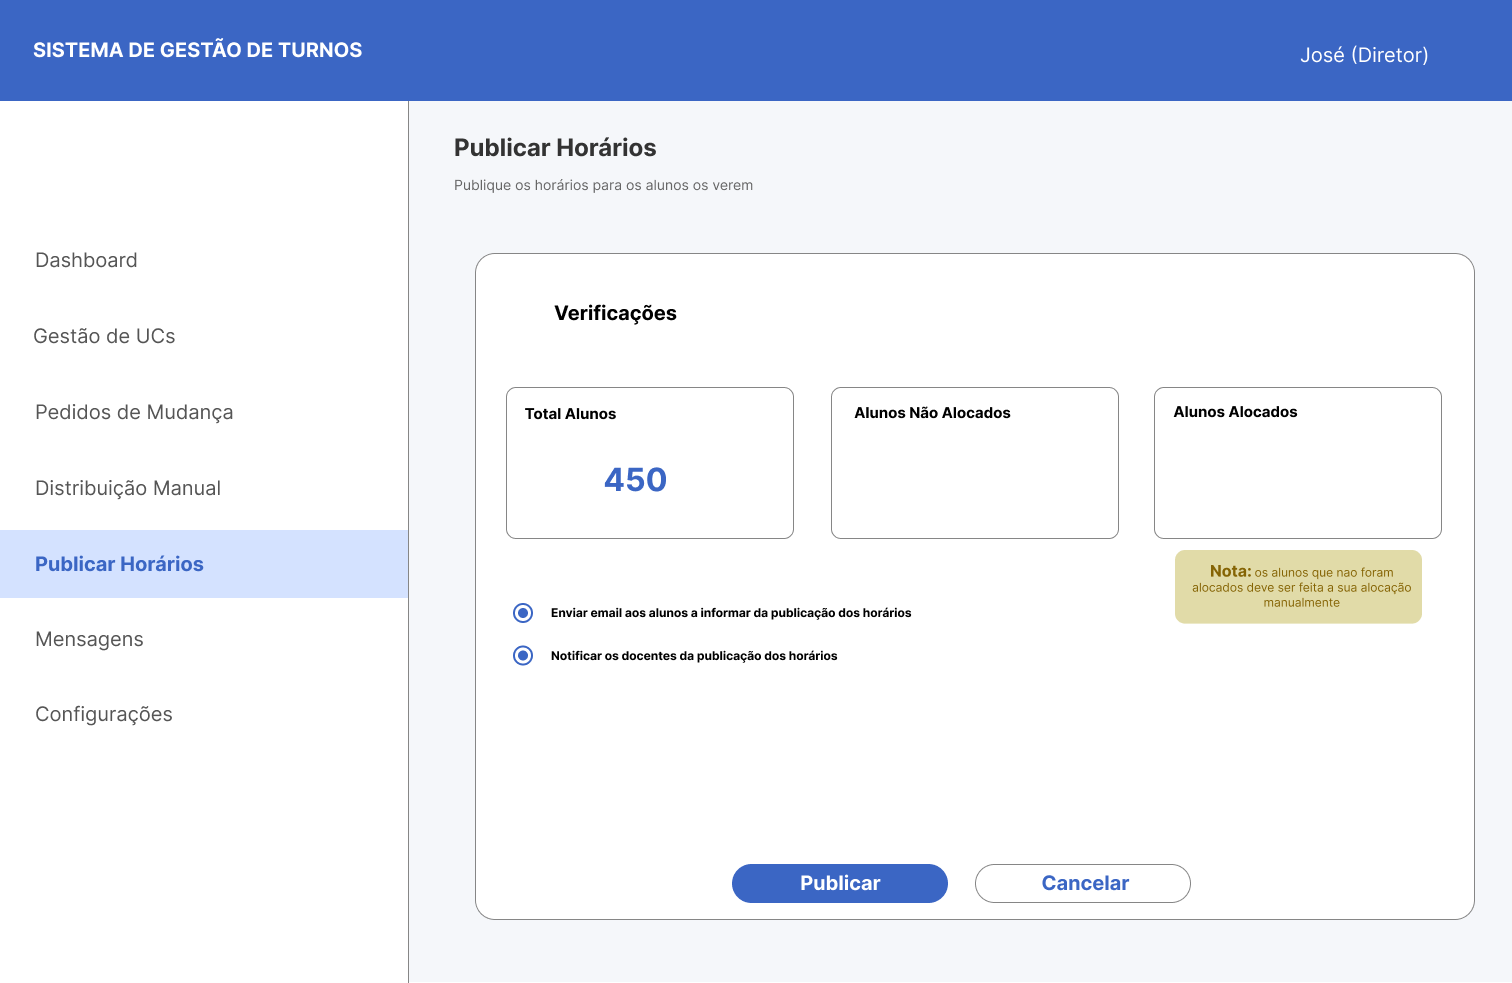 SISTEMA DE GESTÃO DE TURNOS
José (Diretor)
Dashboard
Gestão de UCs
Pedidos de Mudança
Distribuição Manual
Publicar Horários
Mensagens
Configurações
Publicar Horários
Publique os horários para os alunos os verem
Verificações
Total Alunos
450
Alunos Não Alocados
Alunos Alocados
Nota: os alunos que nao foram
alocados deve ser feita a sua alocação
manualmente
Enviar email aos alunos a informar da publicação dos horários
Notificar os docentes da publicação dos horários
Publicar
Cancelar